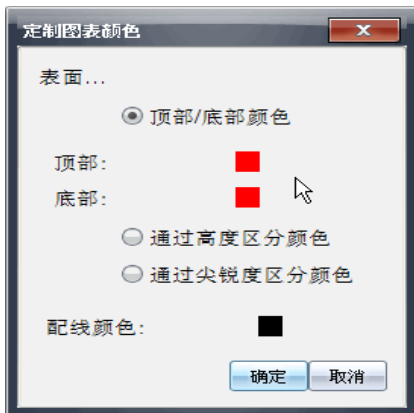 定制图表颜色
表面...
顶部/底部颜色
顶部:
底部:
通过高度区分颜色
通过尖锐度区分颜色
配线颜色:
确定 取消